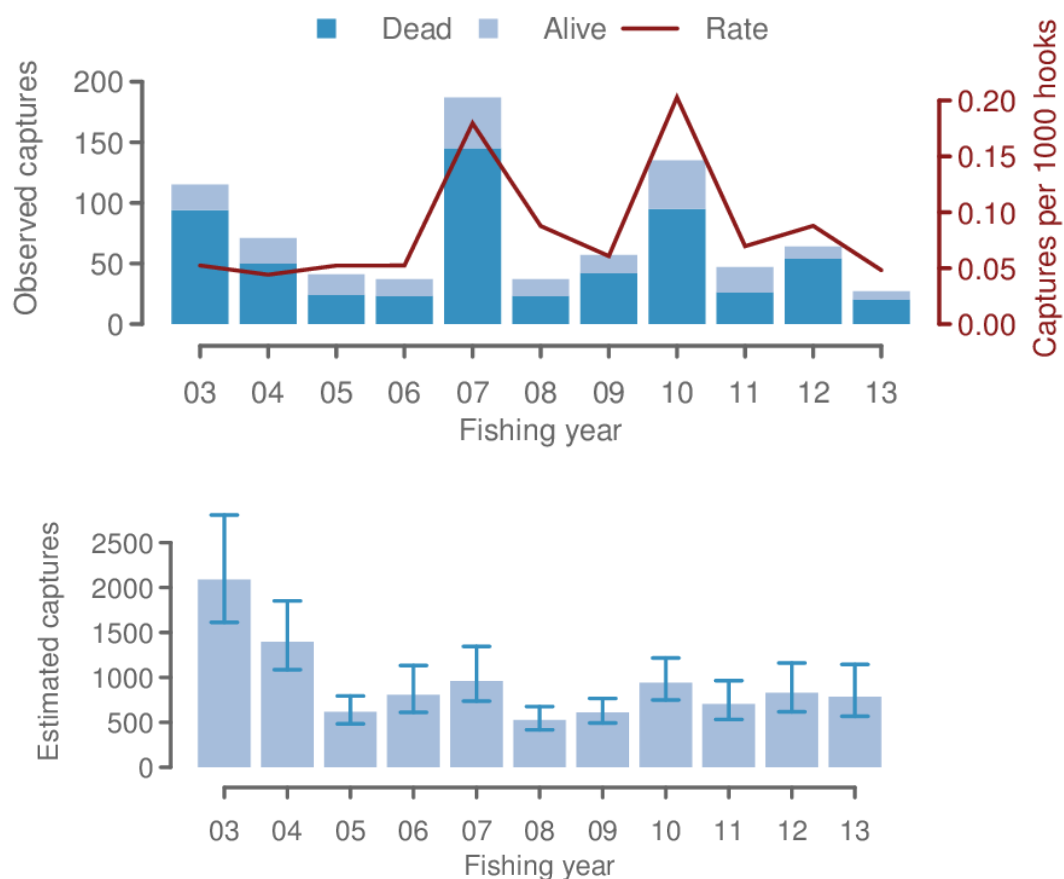 Dead Alive Rate
Observed captures
200
150
100
50
0
Captures per 1000 hooks
0.20
0.15
0.10
0.05
0.00
03 04 05 06 07 08 09 10 11 12 13
Fishing year
Estimated captures
2500
2000
1500
1000
500
0
03 04 05 06 07 08 09 10 11 12 13
Fishing year